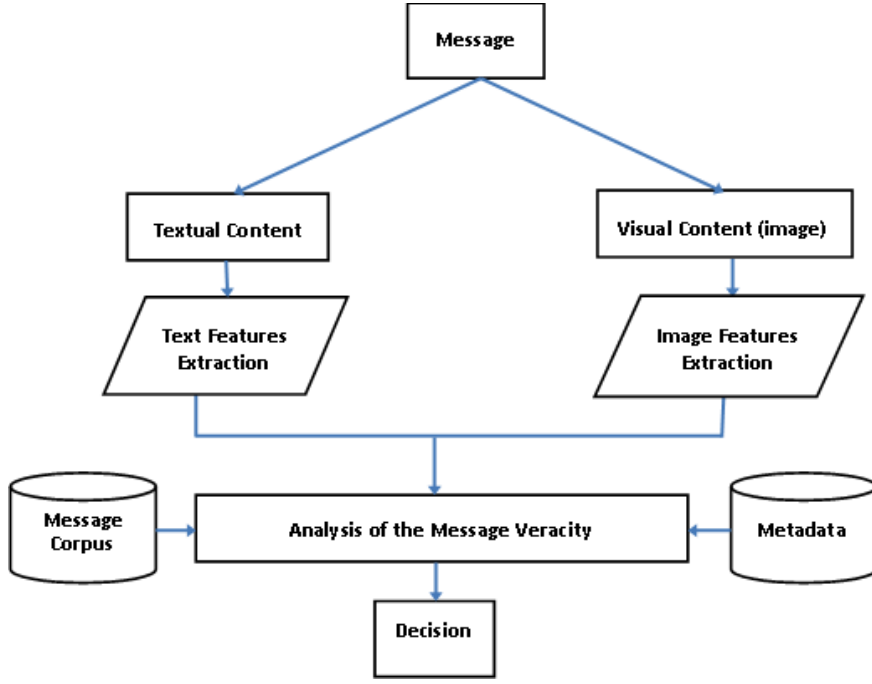 Message
Textual Content
Visual Content (image)
Text Features
Extraction
Image Features
Extraction
Message
Corpus
Analysis of the Message Veracity
Metadata
Decision